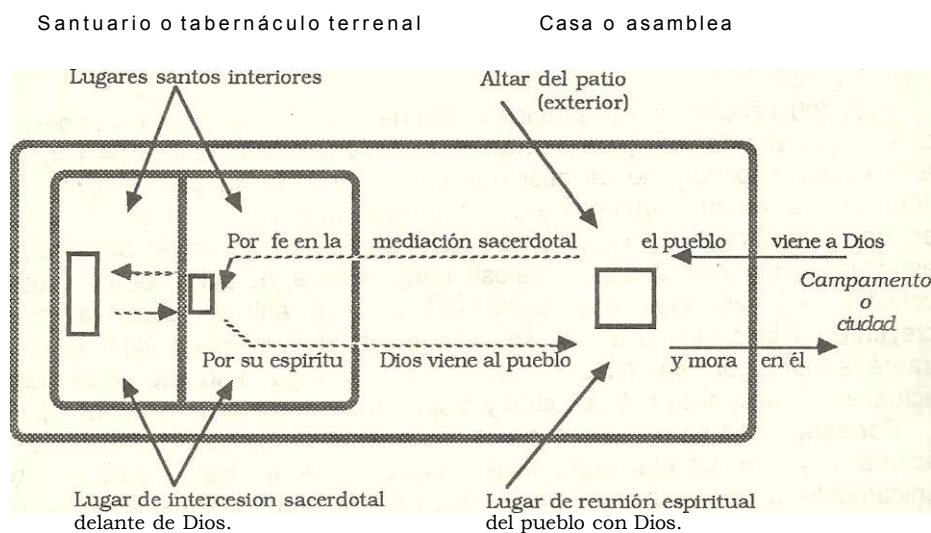 Santuario o tabernáculo terrenal
Casa o asamblea
Lugares santos interiores
Altar del patio
(exterior)
Por fe en la mediación sacerdotal el pueblo viene a Dios
Campamento
o
ciudad
Por su espirítu Dios viene al pueblo y mora en él
Lugar de intercesion sacerdotal
delante de Dios.
Lugar de reunión espiritual
del pueblo con Dios.